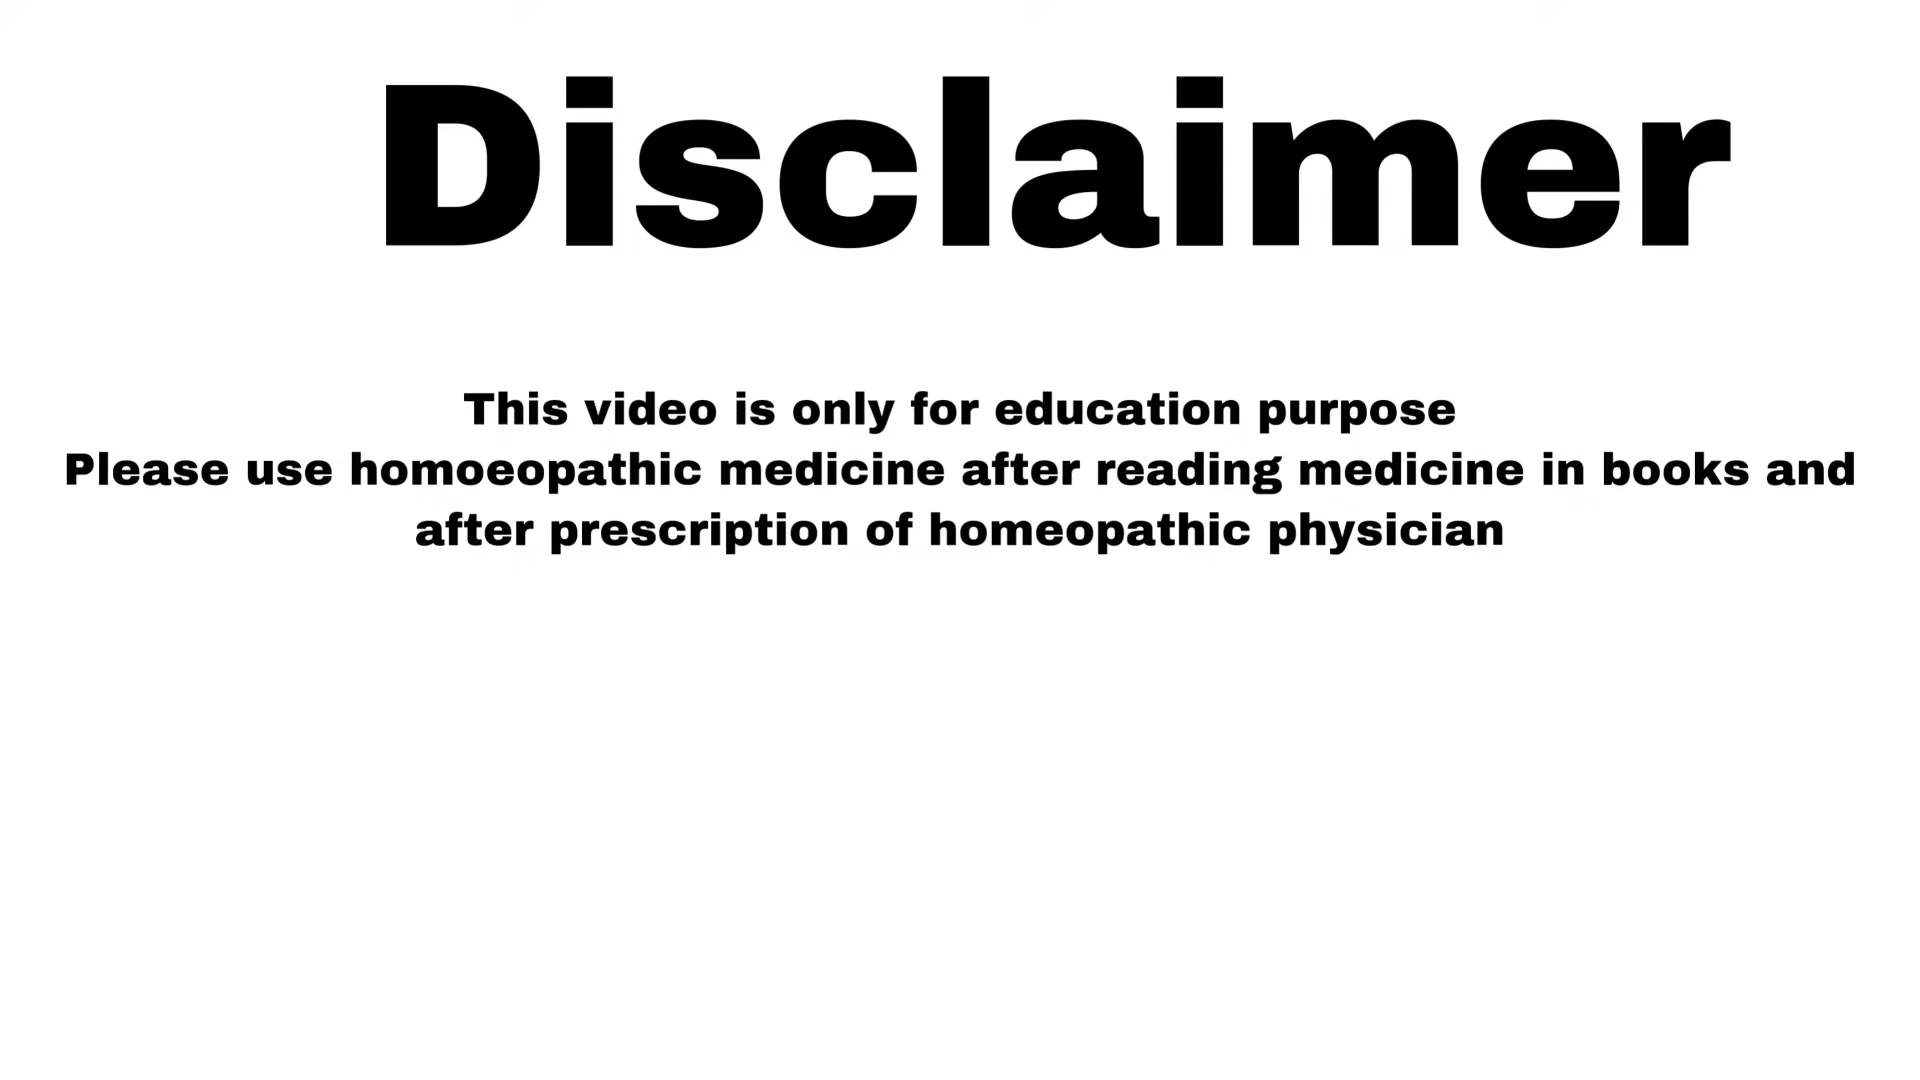 Disclaimer
This video is only for education purpose
Please use homoeopathic medicine after reading medicine in books and
after prescription of homeopathic physician